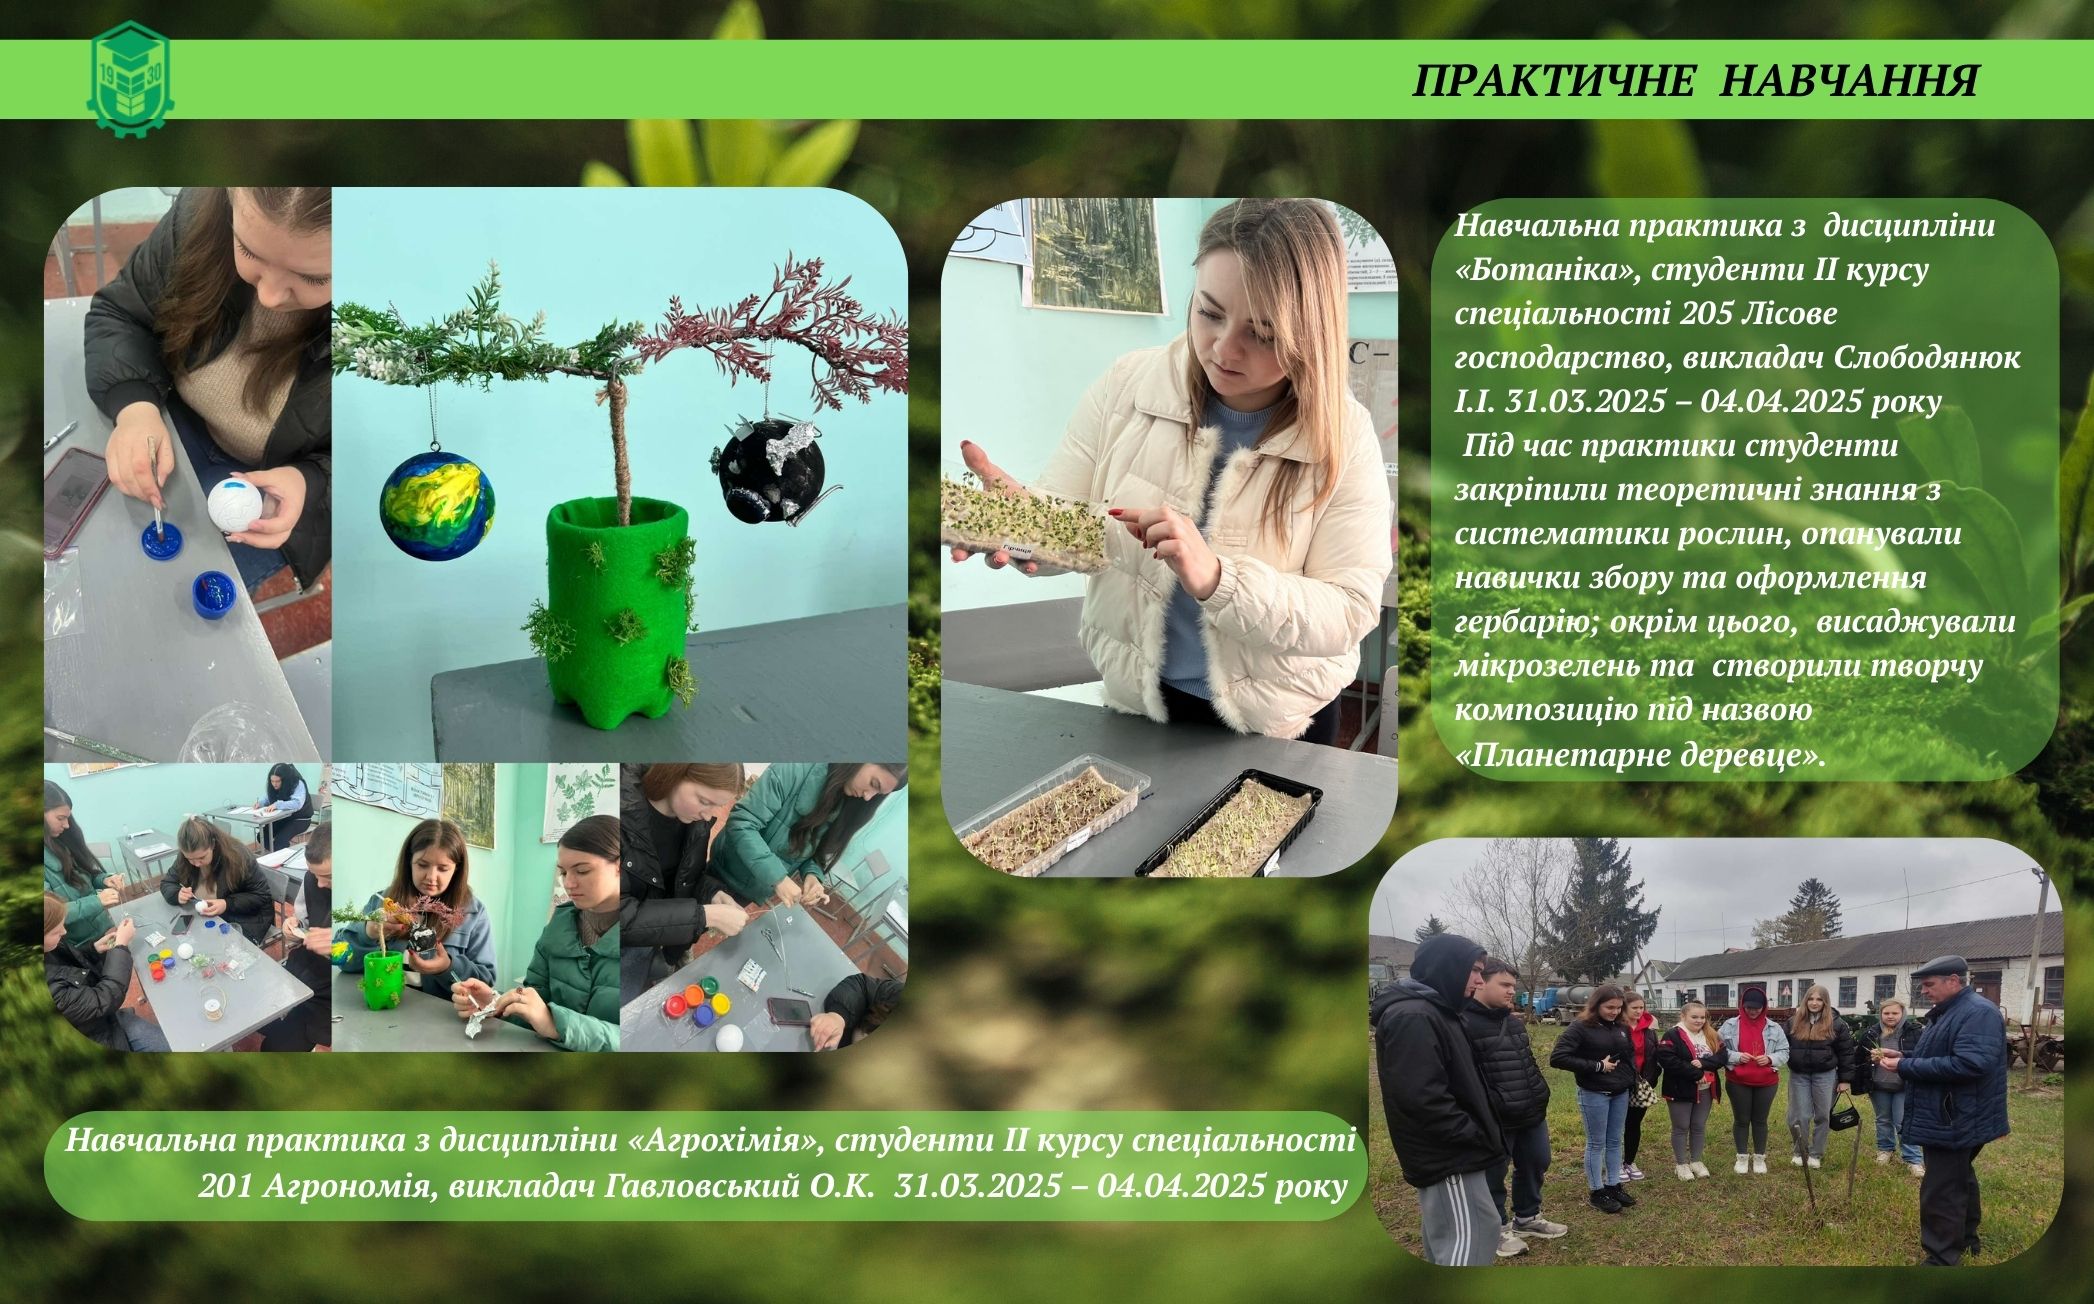 19 30
ПРАКТИЧНЕ НАВЧАННЯ
Навчальна практика з дисципліни
«Ботаніка», студенти ІІ курсу
спеціальності 205 Лісове
господарство, викладач Слободянюк
І.І. 31.03.2025 – 04.04.2025 року
Під час практики студенти
закріпили теоретичні знання з
систематики рослин, опанували
навички збору та оформлення
гербарію; окрім цього, висаджували
мікрозелень та створили творчу
композицію під назвою
«Планетарне деревце».
Гірчиця
Навчальна практика з дисципліни «Агрохімія», студенти ІІ курсу спеціальності
201 Агрономія, викладач Гавловський О.К. 31.03.2025 – 04.04.2025 року